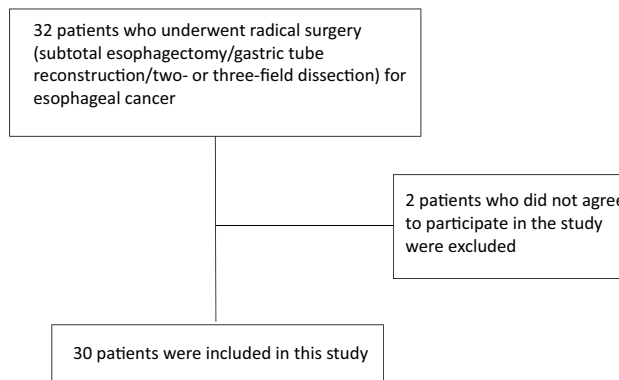 32 patients who underwent radical surgery
(subtotal esophagectomy/gastric tube
reconstruction/two- or three-field dissection) for
esophageal cancer
2 patients who did not agree
to participate in the study
were excluded
30 patients were included in this study